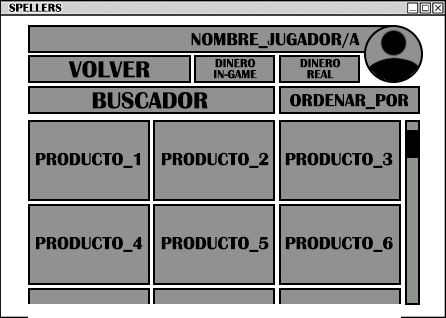 SPELLERS
NOMBRE_JUGADOR/A
VOLVER
DINERO
IN-GAME
DINERO
REAL
BUSCADOR
ORDENAR_POR
PRODUCTO_1
PRODUCTO_2
PRODUCTO_3
PRODUCTO_4
PRODUCTO_5
PRODUCTO_6